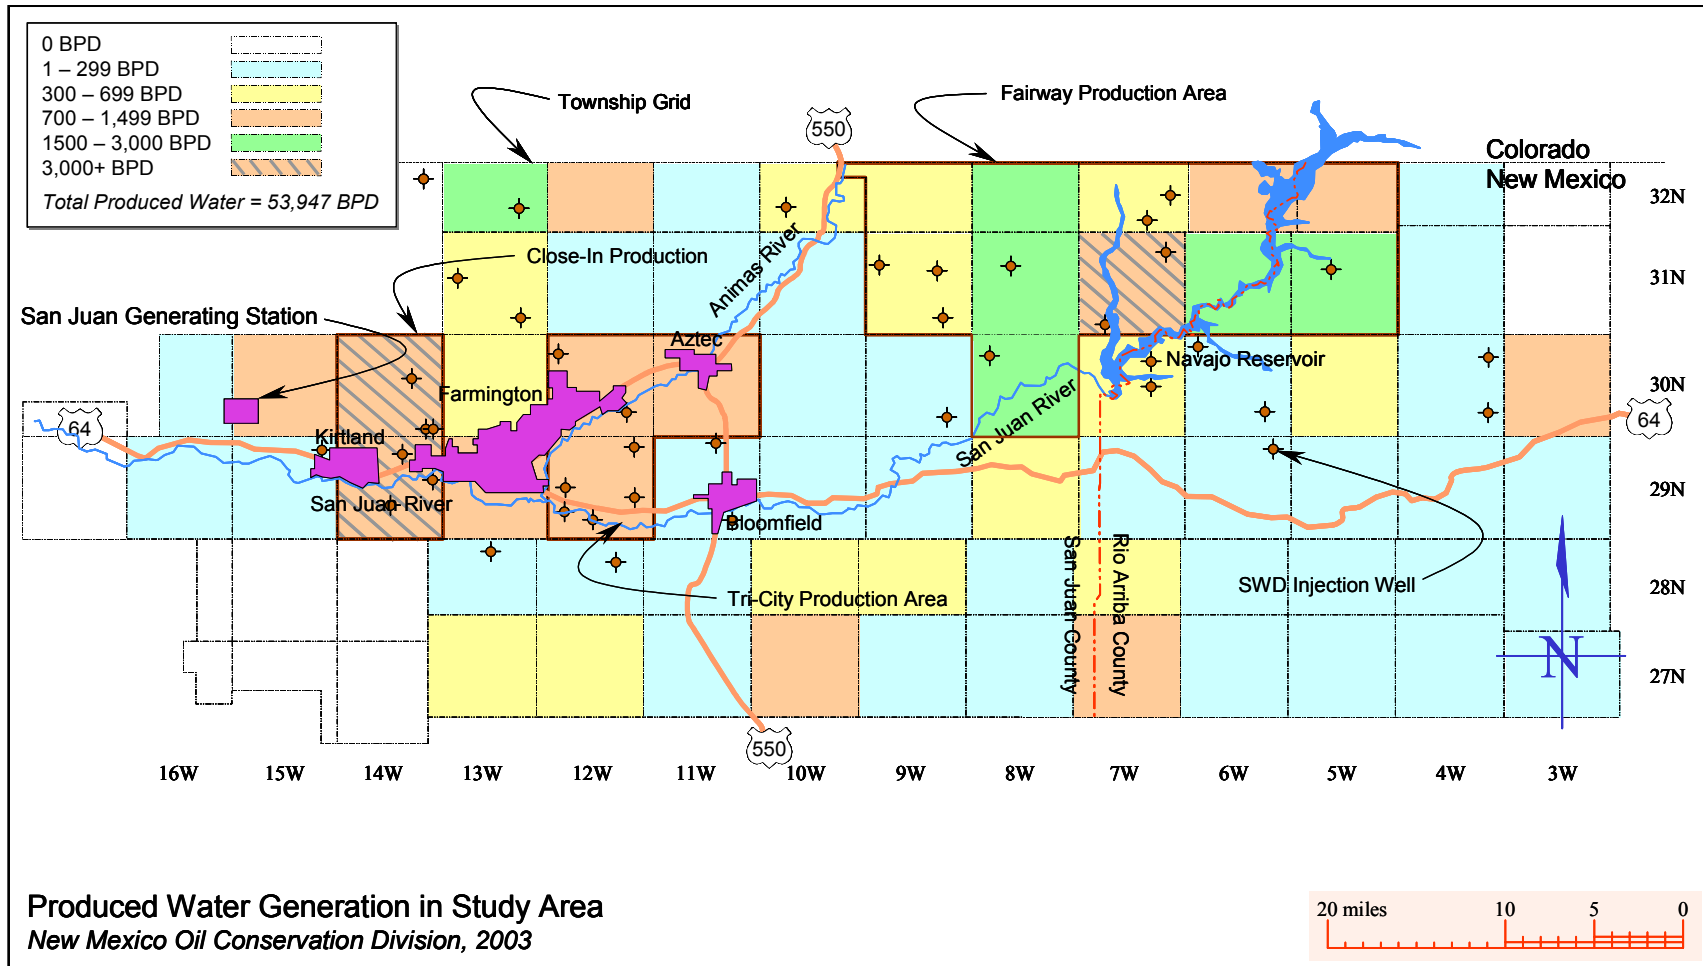 0 BPD
1 – 299 BPD
300 – 699 BPD
700 – 1,499 BPD
1500 – 3,000 BPD
3,000+ BPD
Total Produced Water = 53,947 BPD
Township Grid
550
Fairway Production Area
Colorado
New Mexico
32N
Close-In Production
Animas River
31N
San Juan Generating Station
Aztec
Navajo Reservoir
Farmington
30N
64
64
Kirtland
San Juan River
San Juan River
29N
Bloomfield
San Juan County
Rio Arriba County
SWD Injection Well
28N
Tri-City Production Area
N
27N
550
16W 15W 14W 13W 12W 11W 10W 9W 8W 7W 6W 5W 4W 3W
Produced Water Generation in Study Area
New Mexico Oil Conservation Division, 2003
20 miles 10 5 0